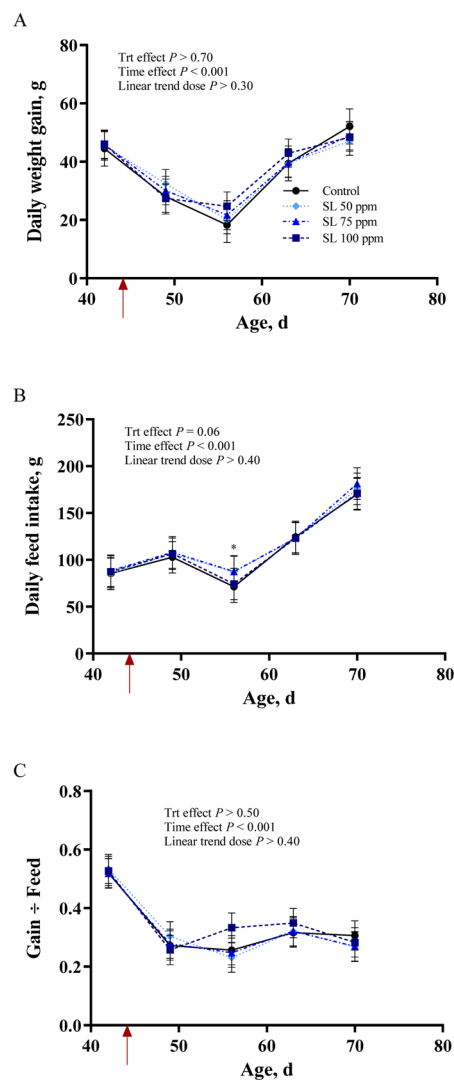 A
Trt effect P > 0.70
Time effect P < 0.001
Linear trend dose P > 0.30
Daily weight gain, g
80
60
40
20
0
Control
SL 50 ppm
SL 75 ppm
SL 100 ppm
40 50 60 70 80
Age, d
B
Trt effect P = 0.06
Time effect P < 0.001
Linear trend dose P > 0.40
Daily feed intake, g
250
200
150
100
50
0
*
40 50 60 70 80
Age, d
C
Trt effect P > 0.50
Time effect P < 0.001
Linear trend dose P > 0.40
Gain ÷ Feed
0.8
0.6
0.4
0.2
0.0
40 50 60 70 80
Age, d